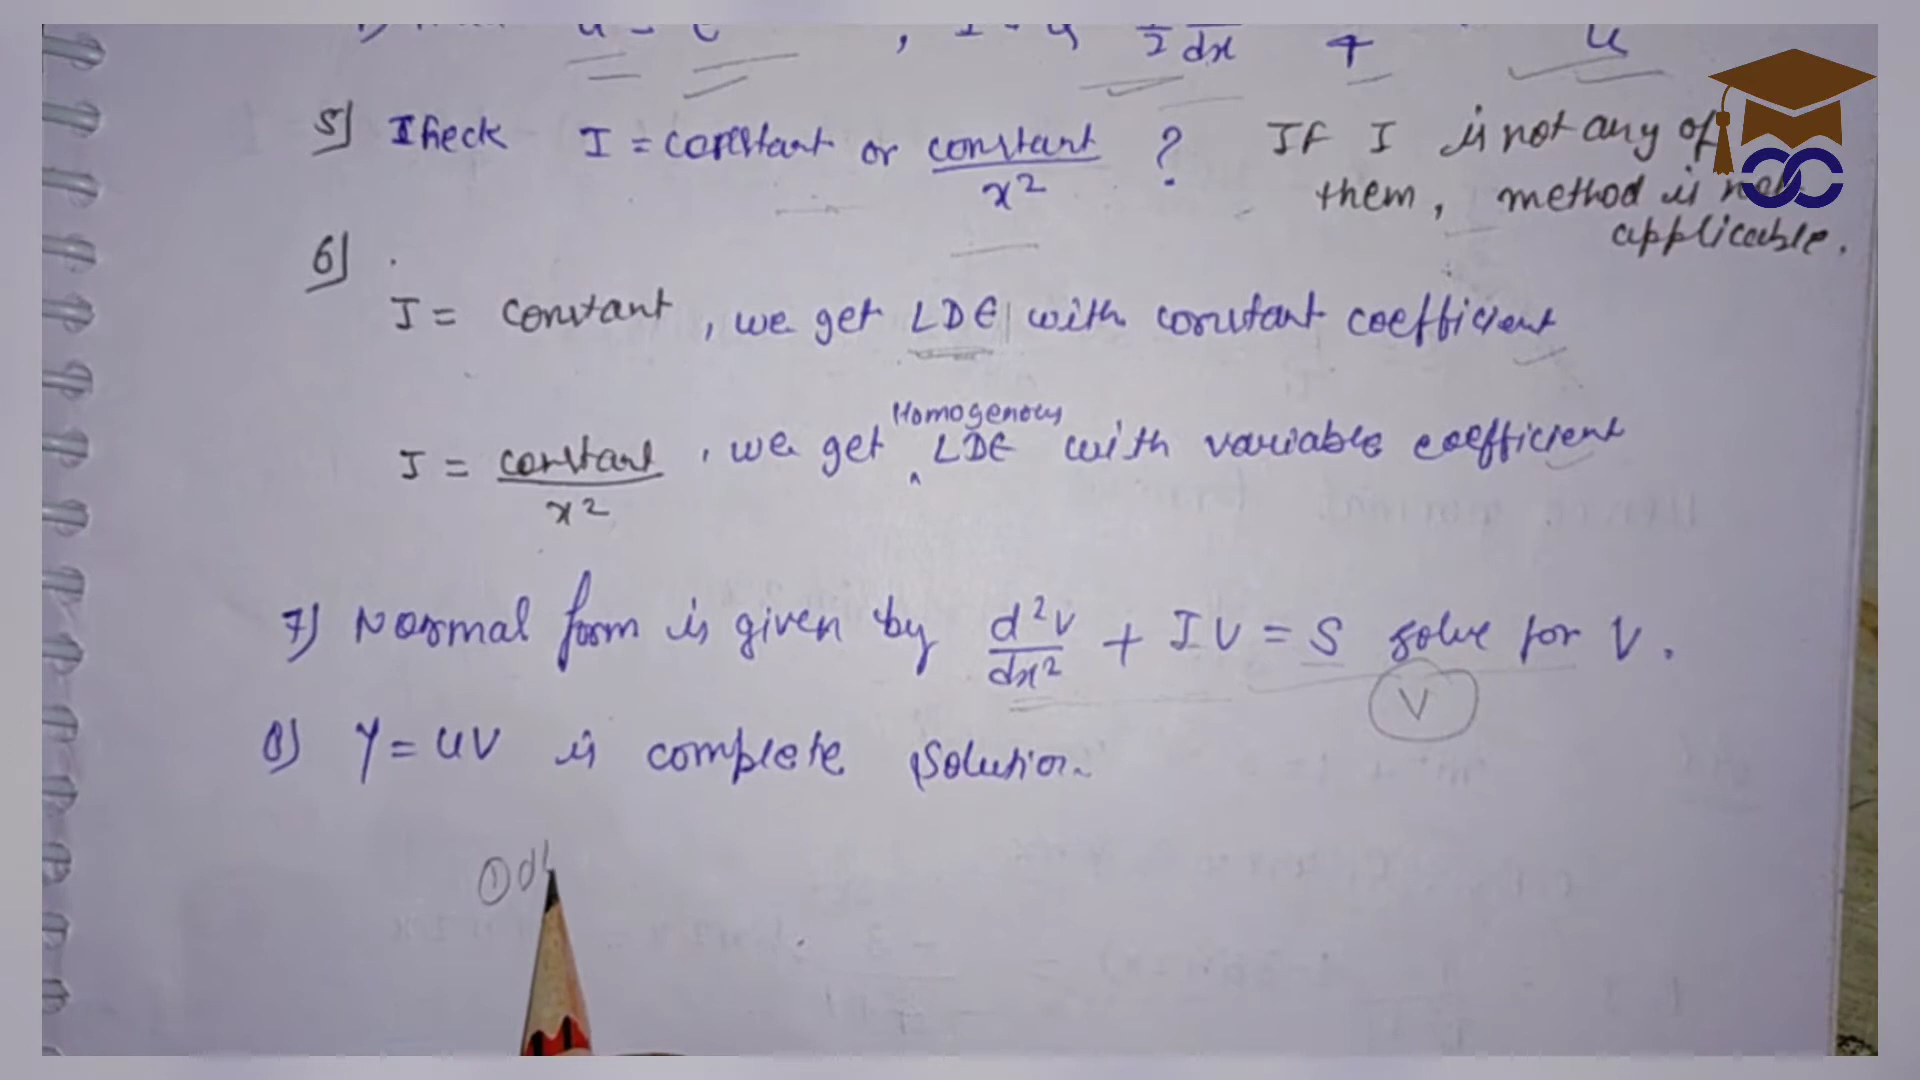 5) Check I = constant or constant/x² ? If I is not any of
them, method is not
applicable.
6)
I = constant, we get LDE with constant coefficient
Homogenous
I = constant/x², we get LDE with variable coefficient
7) Normal form is given by d²v/dx² + Iv = S solve for v.
V
8) y = uv is complete solution.
①